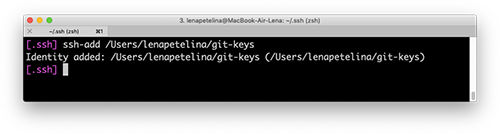 3. lenapetelina@MacBook-Air-Lena: ~/.ssh (zsh)
× ~/.ssh (zsh) ⌘1
[.ssh] ssh-add /Users/lenapetelina/git-keys
Identity added: /Users/lenapetelina/git-keys (/Users/lenapetelina/git-keys)
[.ssh]